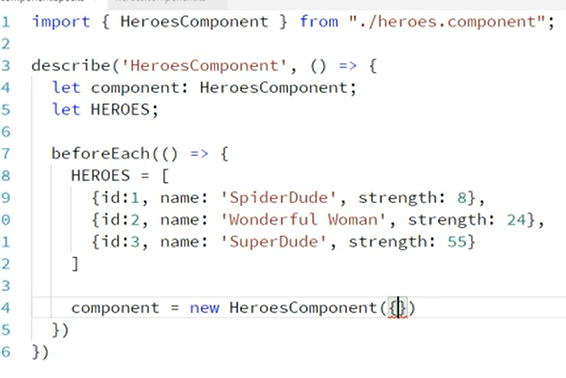 1 import { HeroesComponent } from "./heroes.component";
2
3 describe('HeroesComponent', () => {
4 let component: HeroesComponent;
5 let HEROES;
6
7 beforeEach(() => {
8 HEROES = [
9 {id:1, name: 'SpiderDude', strength: 8},
0 {id:2, name: 'Wonderful Woman', strength: 24},
1 {id:3, name: 'SuperDude', strength: 55}
2 ]
3
4 component = new HeroesComponent({})
5 })
6 })